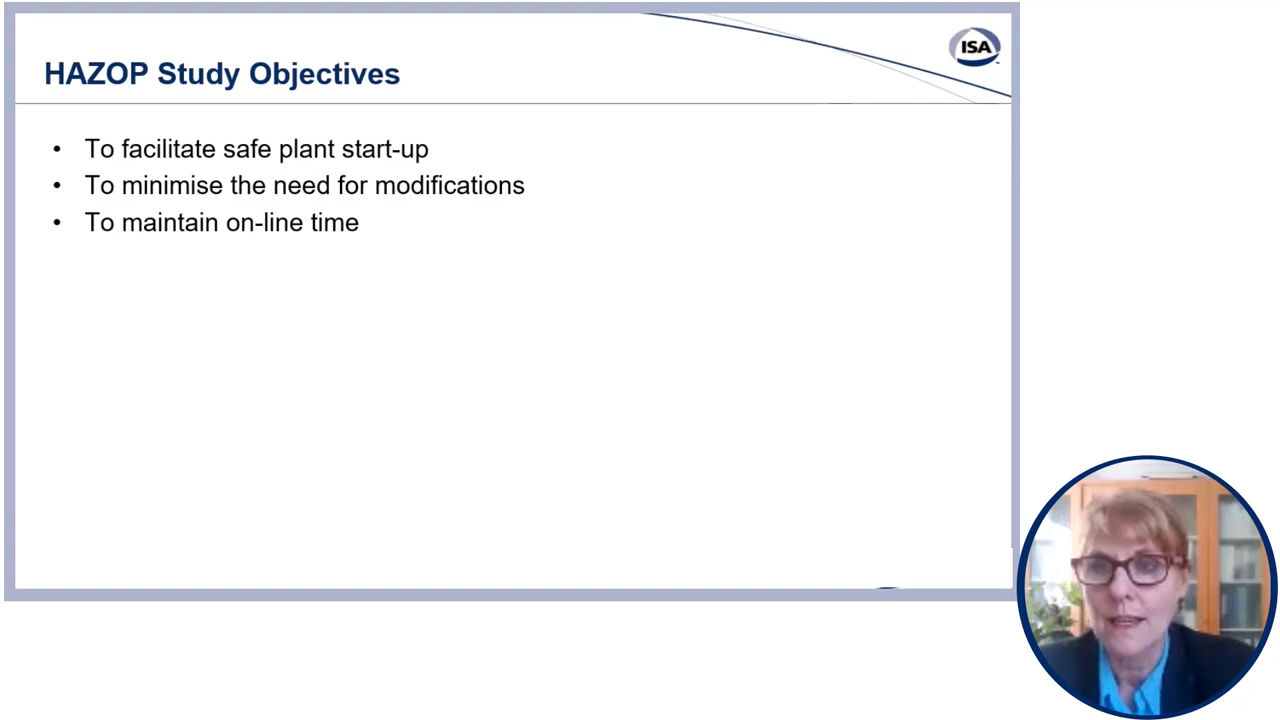 ISA
HAZOP Study Objectives
• To facilitate safe plant start-up
• To minimise the need for modifications
• To maintain on-line time